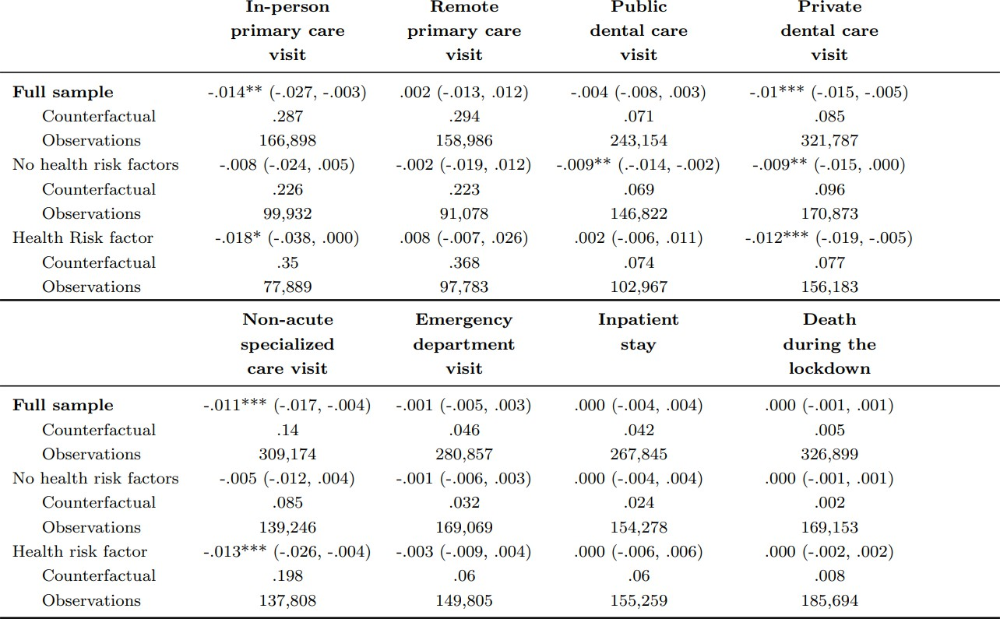 In-person Remote Public Private
primary care primary care dental care dental care
visit visit visit visit
Full sample -.014** (-.027, -.003) .002 (-.013, .012) -.004 (-.008, .003) -.01*** (-.015, -.005)
Counterfactual .287 .294 .071 .085
Observations 166,898 158,986 243,154 321,787
No health risk factors -.008 (-.024, .005) -.002 (-.019, .012) -.009** (.-.014, -.002) -.009** (-.015, .000)
Counterfactual .226 .223 .069 .096
Observations 99,932 91,078 146,822 170,873
Health Risk factor -.018* (-.038, .000) .008 (-.007, .026) .002 (-.006, .011) -.012*** (-.019, -.005)
Counterfactual .35 .368 .074 .077
Observations 77,889 97,783 102,967 156,183
Non-acute Emergency Inpatient Death
specialized department stay during the
care visit visit lockdown
Full sample -.011*** (-.017, -.004) -.001 (-.005, .003) .000 (-.004, .004) .000 (-.001, .001)
Counterfactual .14 .046 .042 .005
Observations 309,174 280,857 267,845 326,899
No health risk factors -.005 (-.012, .004) -.001 (-.006, .003) .000 (-.004, .004) .000 (-.001, .001)
Counterfactual .085 .032 .024 .002
Observations 139,246 169,069 154,278 169,153
Health risk factor -.013*** (-.026, -.004) -.003 (-.009, .004) .000 (-.006, .006) .000 (-.002, .002)
Counterfactual .198 .06 .06 .008
Observations 137,808 149,805 155,259 185,694